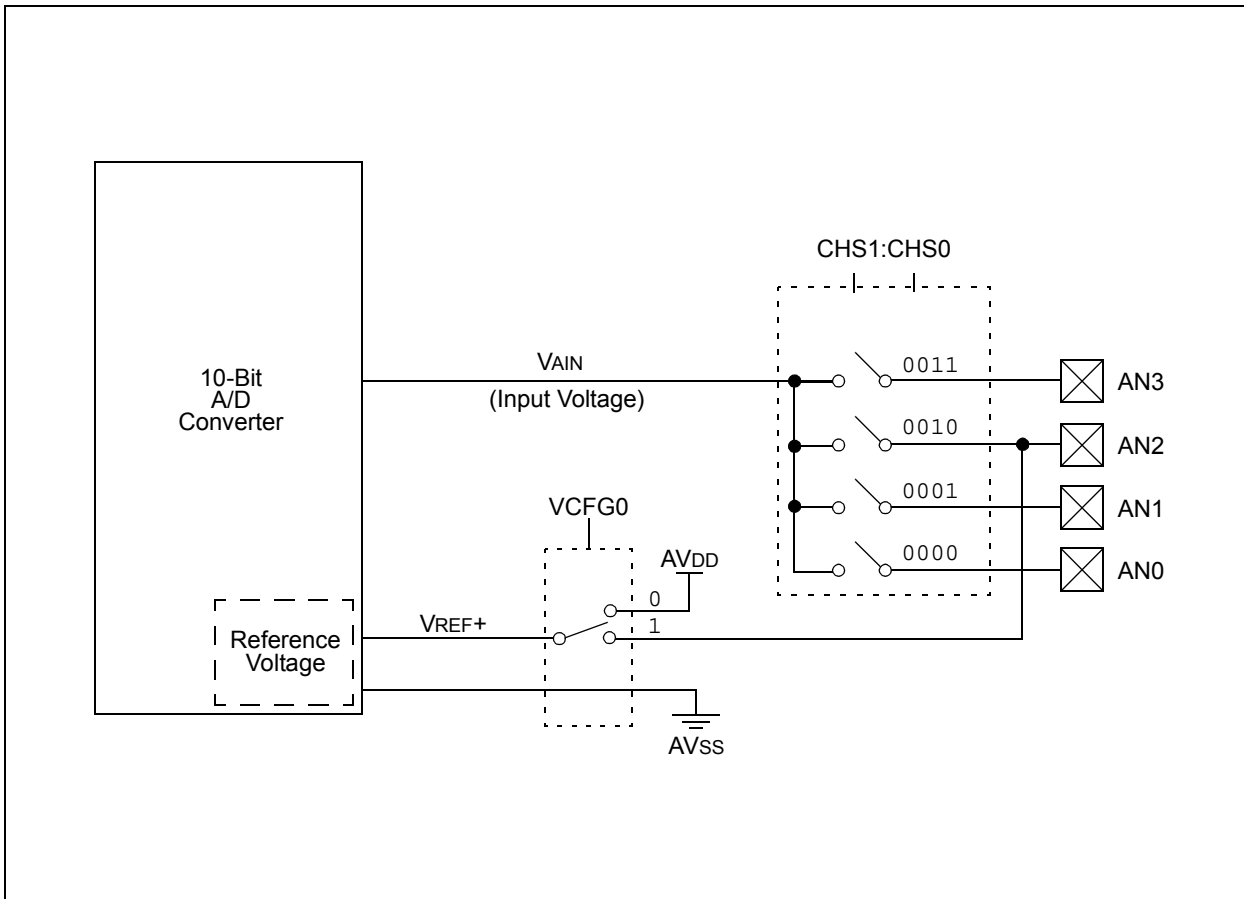 CHS1:CHS0
VAIN
(Input Voltage)
10-Bit
A/D
Converter
0011
AN3
0010
AN2
0001
AN1
0000
AN0
VCFG0
AVDD
0
1
VREF+
Reference
Voltage
AVSS